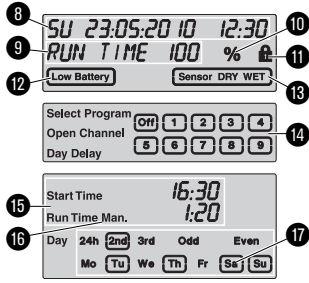 8 SU 23:05:20 10 12:30 10
9 RUN TIME 100 % 11
12 Low Battery Sensor DRY WET 13
Select Program Off 1 2 3 4
Open Channel 14
Day Delay 5 6 7 8 9
15 Start Time 16:30
16 Run Time Man. 1:20
Day 24h 2nd 3rd Odd Even 17
Mo Tu We Th Fr Sa Su